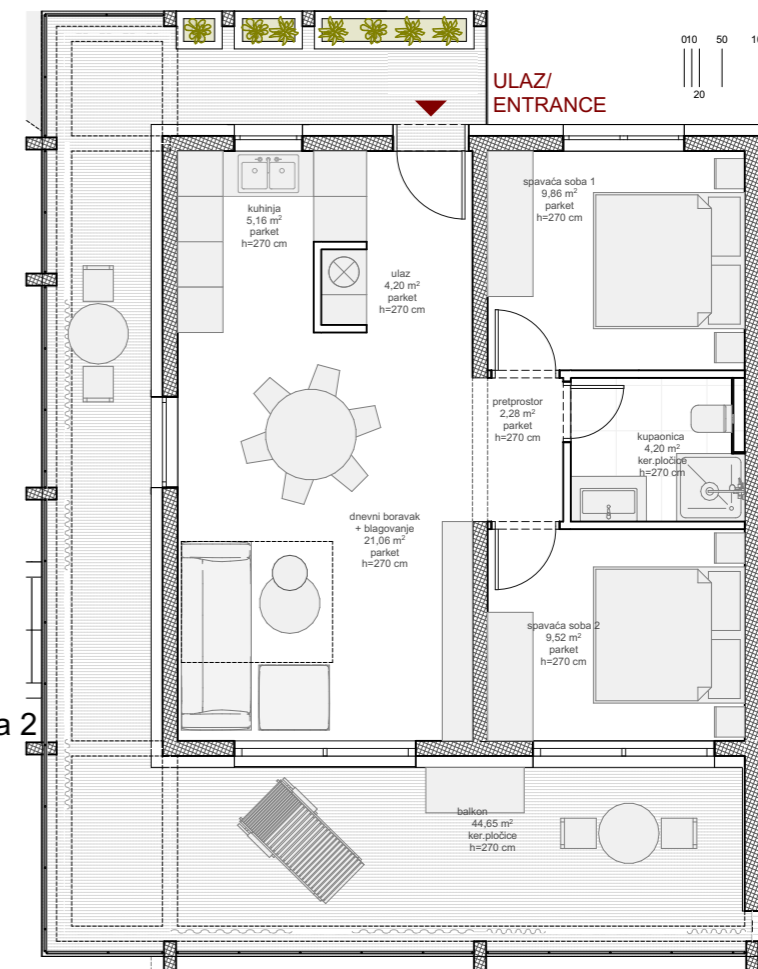 010 50 10
20
ULAZ/
ENTRANCE
spavaća soba 1
9,86 m²
parket
h=270 cm
kuhinja
5,16 m²
parket
h=270 cm
ulaz
4,20 m²
parket
h=270 cm
pretprostor
2,28 m²
parket
h=270 cm
kupaonica
4,20 m²
ker.pločice
h=270 cm
dnevni boravak
+ blagovanje
21,06 m²
parket
h=270 cm
spavaća soba 2
9,52 m²
parket
h=270 cm
a 2
balkon
44,65 m²
ker.pločice
h=270 cm